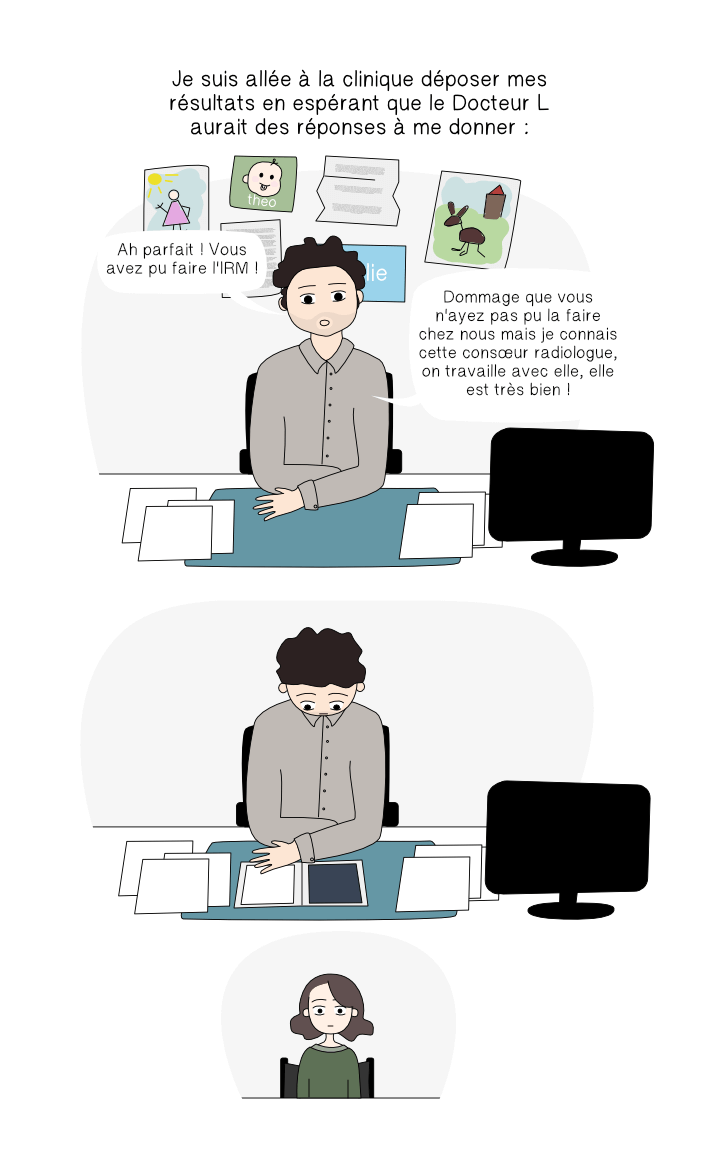 Je suis allée à la clinique déposer mes
résultats en espérant que le Docteur L
aurait des réponses à me donner :
theo
Ah parfait ! Vous
avez pu faire l'IRM !
lie
Dommage que vous
n'ayez pas pu la faire
chez nous mais je connais
cette consœur radiologue,
on travaille avec elle, elle
est très bien !